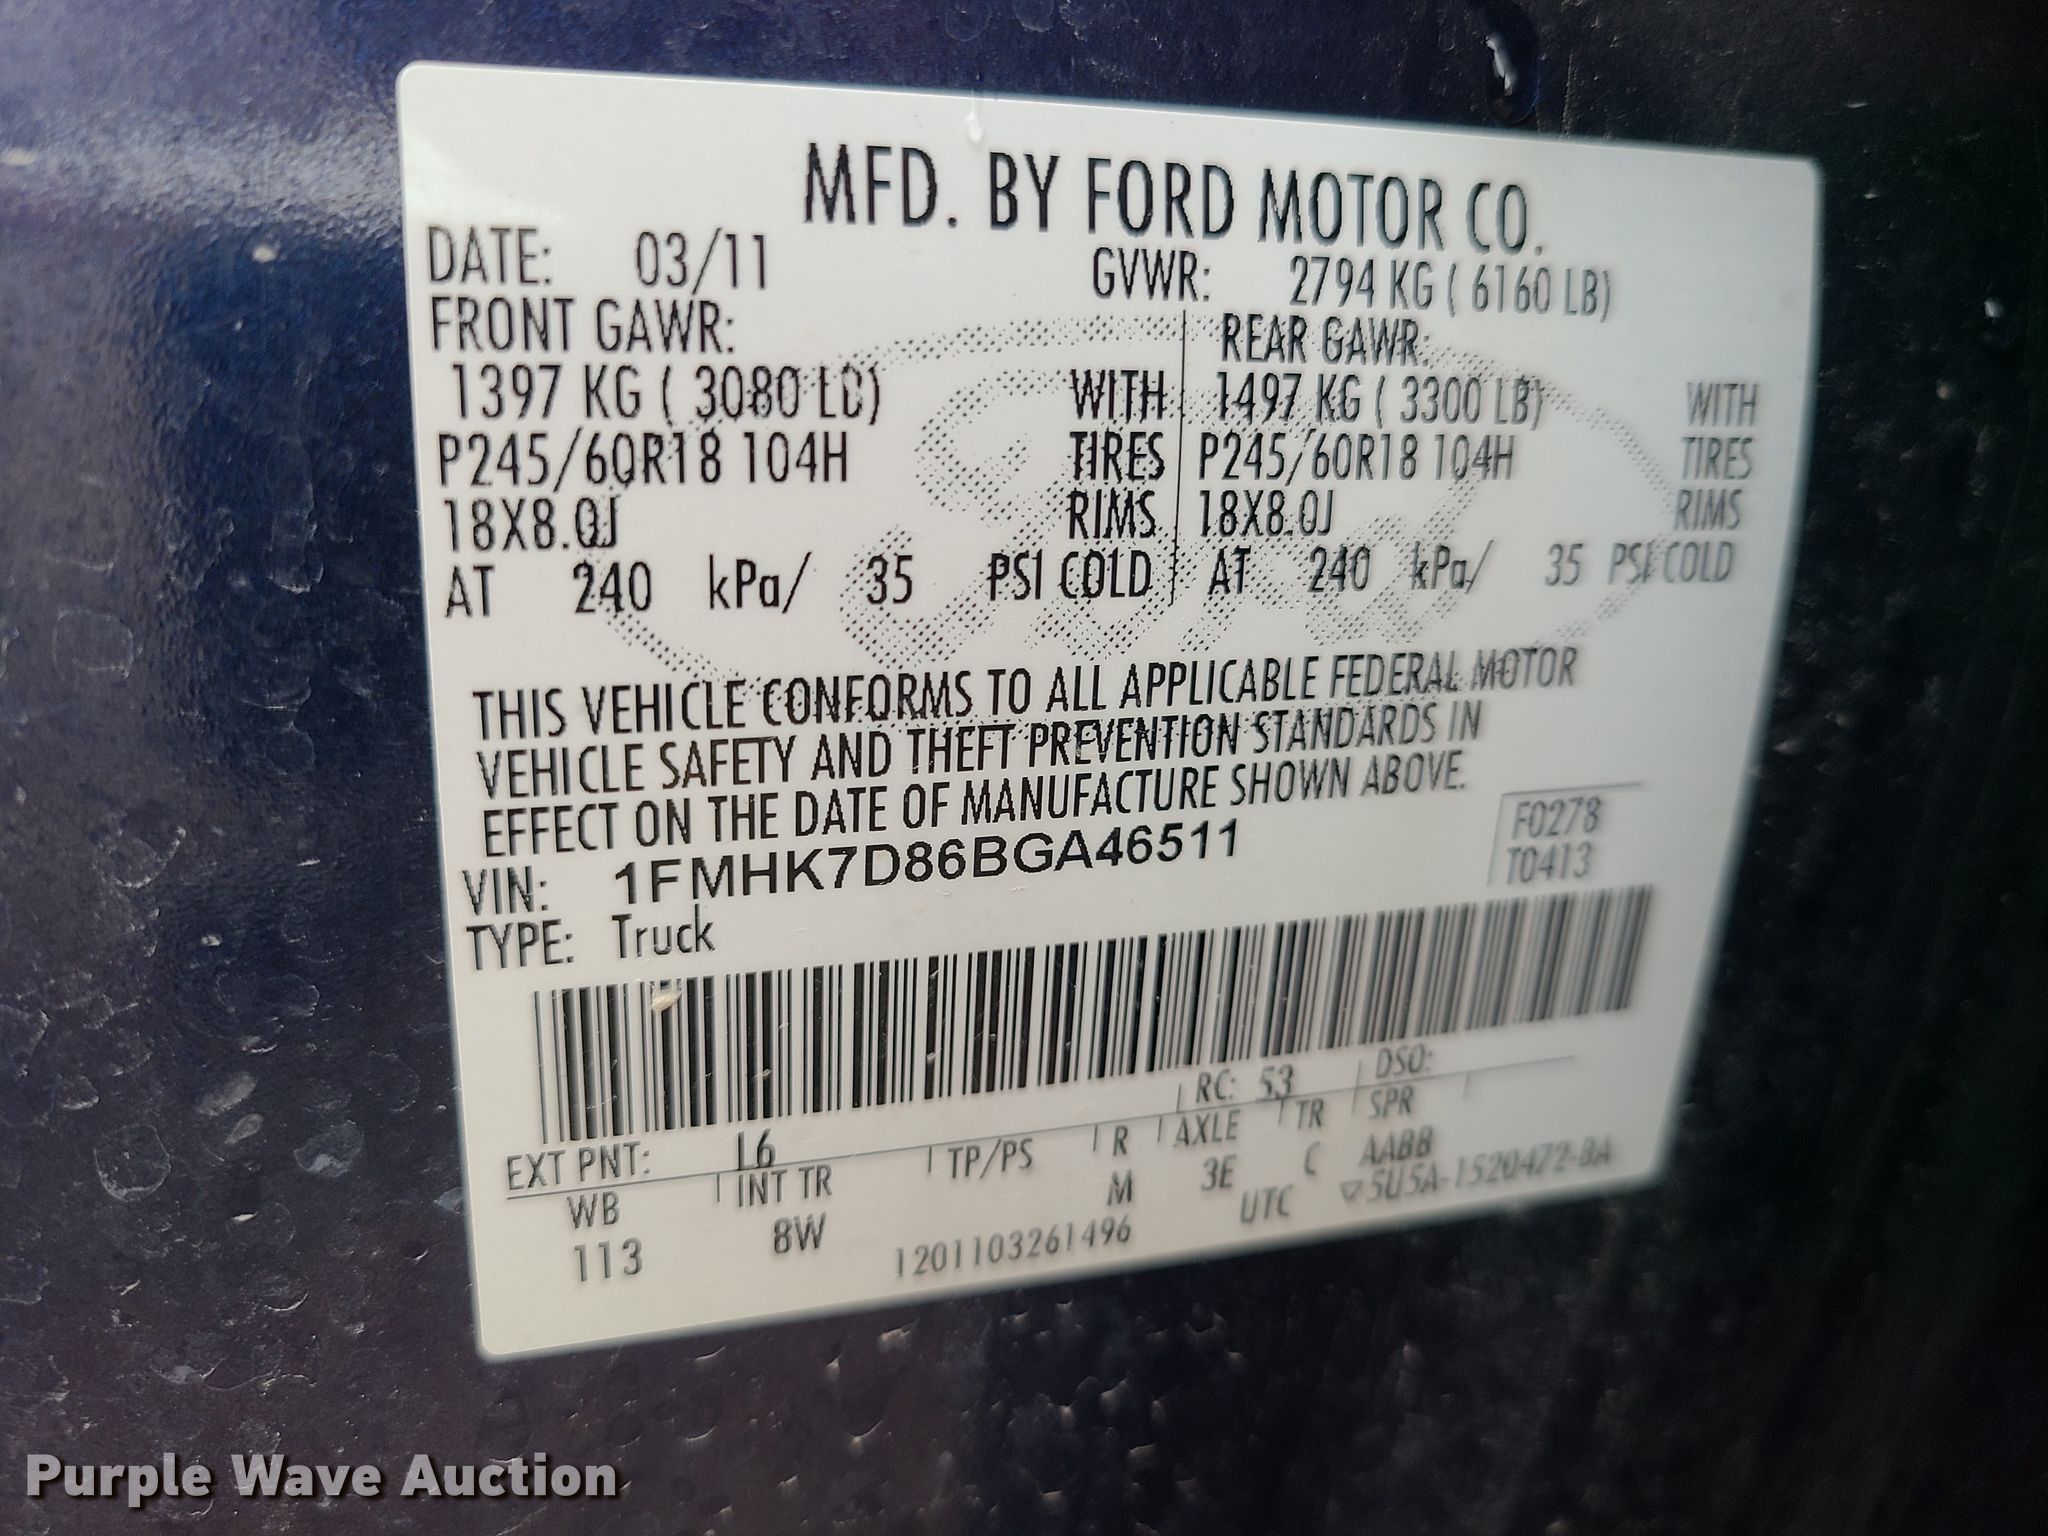 MFD. BY FORD MOTOR CO.
DATE: 03/11 GVWR: 2794 KG ( 6160 LB)
FRONT GAWR: REAR GAWR:
1397 KG ( 3080 LB) WITH 1497 KG ( 3300 LB) WITH
P245/60R18 104H TIRES P245/60R18 104H TIRES
18X8.0J RIMS 18X8.0J RIMS
AT 240 kPa/ 35 PSI COLD AT 240 kPa/ 35 PSI COLD
THIS VEHICLE CONFORMS TO ALL APPLICABLE FEDERAL MOTOR
VEHICLE SAFETY AND THEFT PREVENTION STANDARDS IN
EFFECT ON THE DATE OF MANUFACTURE SHOWN ABOVE.
VIN: 1FMHK7D86BGA46511 F0278
TYPE: Truck T0413
RC: 53 DSO:
EXT PNT: L6
WB INT TR TP/PS R AXLE TR SPR
113 8W M 3E C AABB
1201103261496 UTC ▽5U5A-1520472-BA
Purple Wave Auction